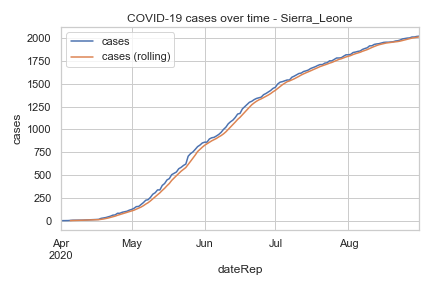 COVID-19 cases over time - Sierra_Leone
cases
cases (rolling)
2000
1750
1500
1250
1000
750
500
250
0
cases
Apr May Jun Jul Aug
2020
dateRep